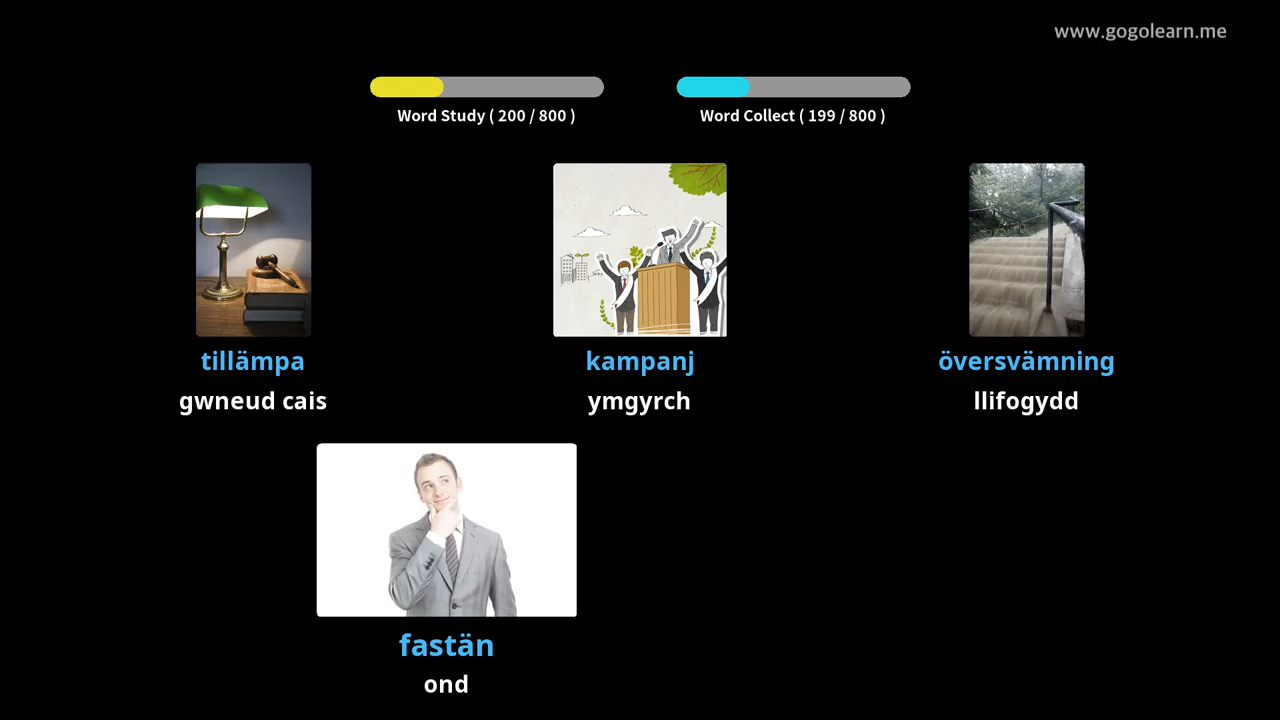 www.gogolearn.me
Word Study ( 200 / 800 )
Word Collect ( 199 / 800 )
tillämpa
gwneud cais
kampanj
ymgyrch
översvämning
llifogydd
fastän
ond